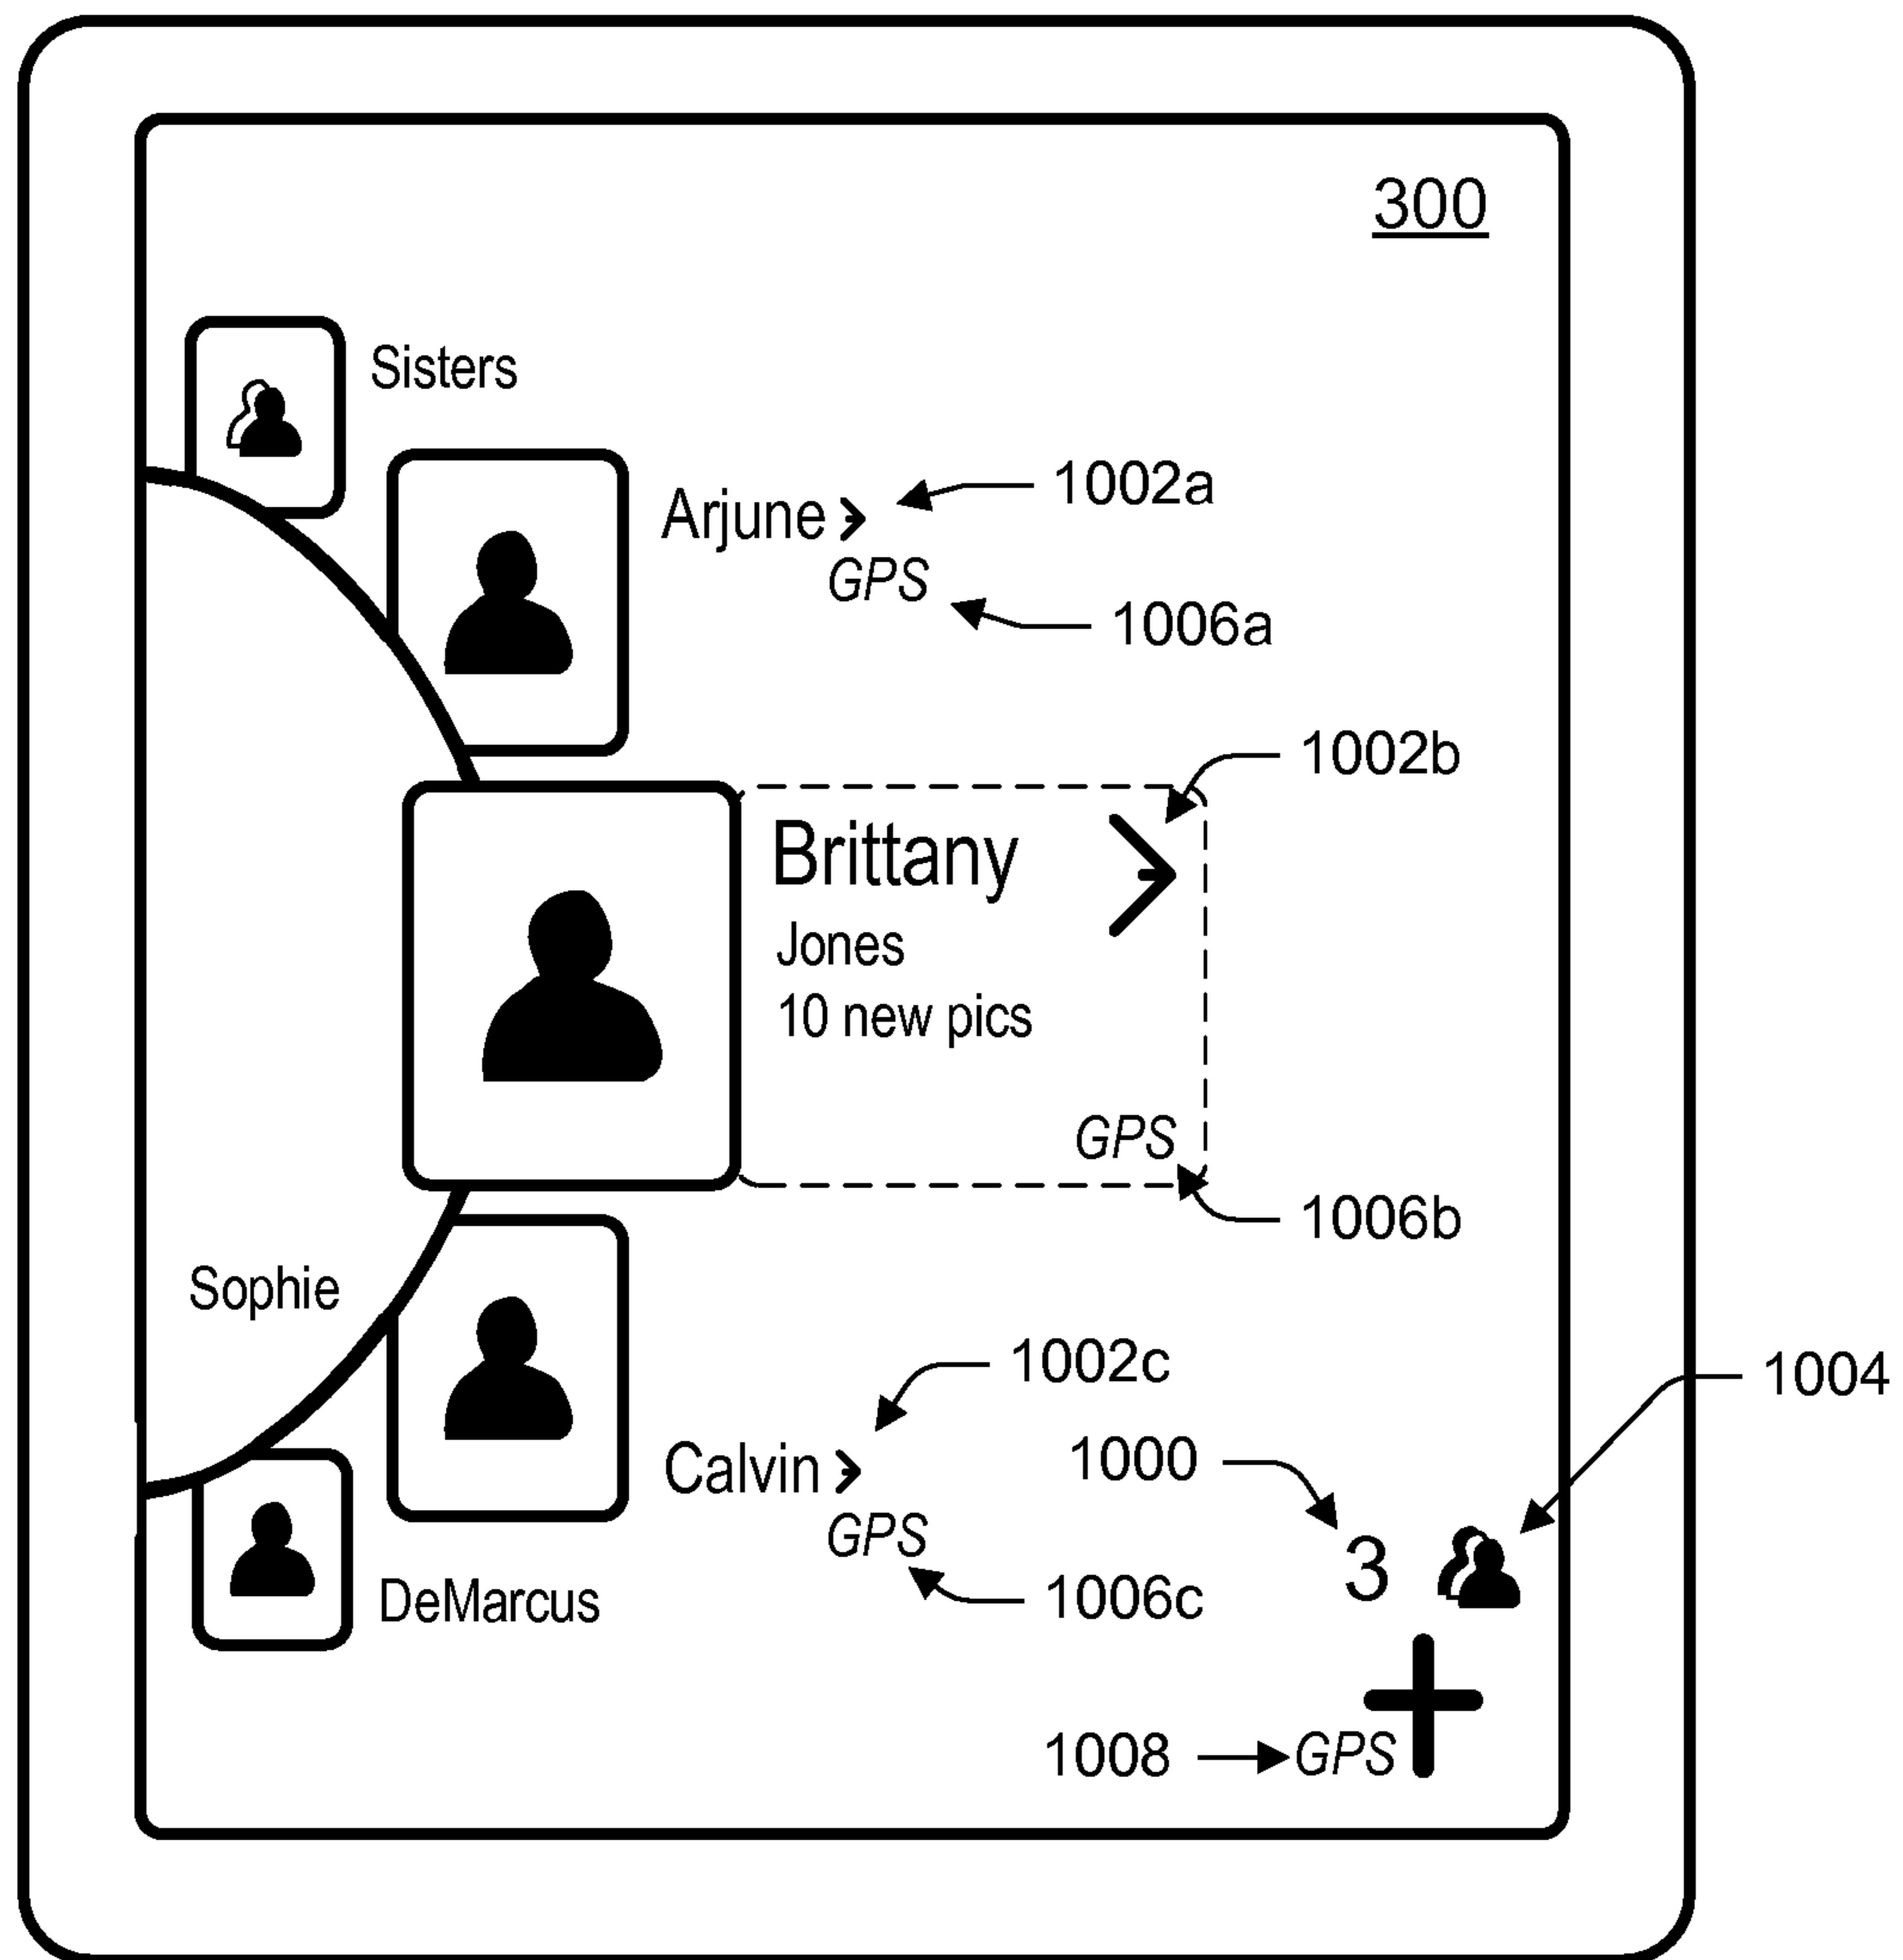 300
Sisters
1002a
Arjune
GPS
1006a
1002b
Brittany
Jones
10 new pics
GPS
1006b
Sophie
1002c
1004
Calvin
1000
GPS
3
1006c
DeMarcus
1008
GPS